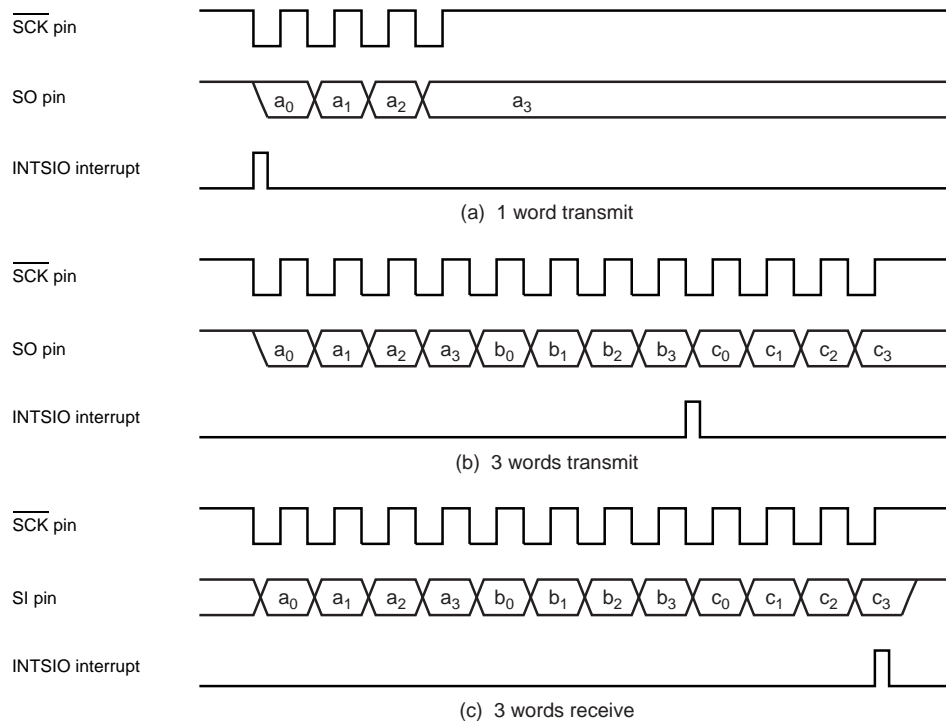 SCK pin
SO pin a0 a1 a2 a3
INTSIO interrupt
(a) 1 word transmit
SCK pin
SO pin a0 a1 a2 a3 b0 b1 b2 b3 c0 c1 c2 c3
INTSIO interrupt
(b) 3 words transmit
SCK pin
SI pin a0 a1 a2 a3 b0 b1 b2 b3 c0 c1 c2 c3
INTSIO interrupt
(c) 3 words receive